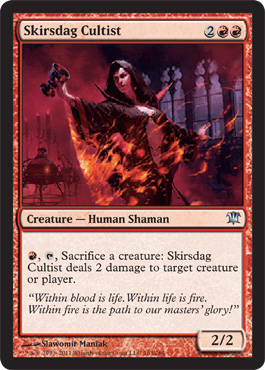 Skirsdag Cultist 2
Creature — Human Shaman
, , Sacrifice a creature: Skirsdag
Cultist deals 2 damage to target creature
or player.
"Within blood is life. Within life is fire.
Within fire is the path to our masters' glory!"
2/2
Slawomir Maniak